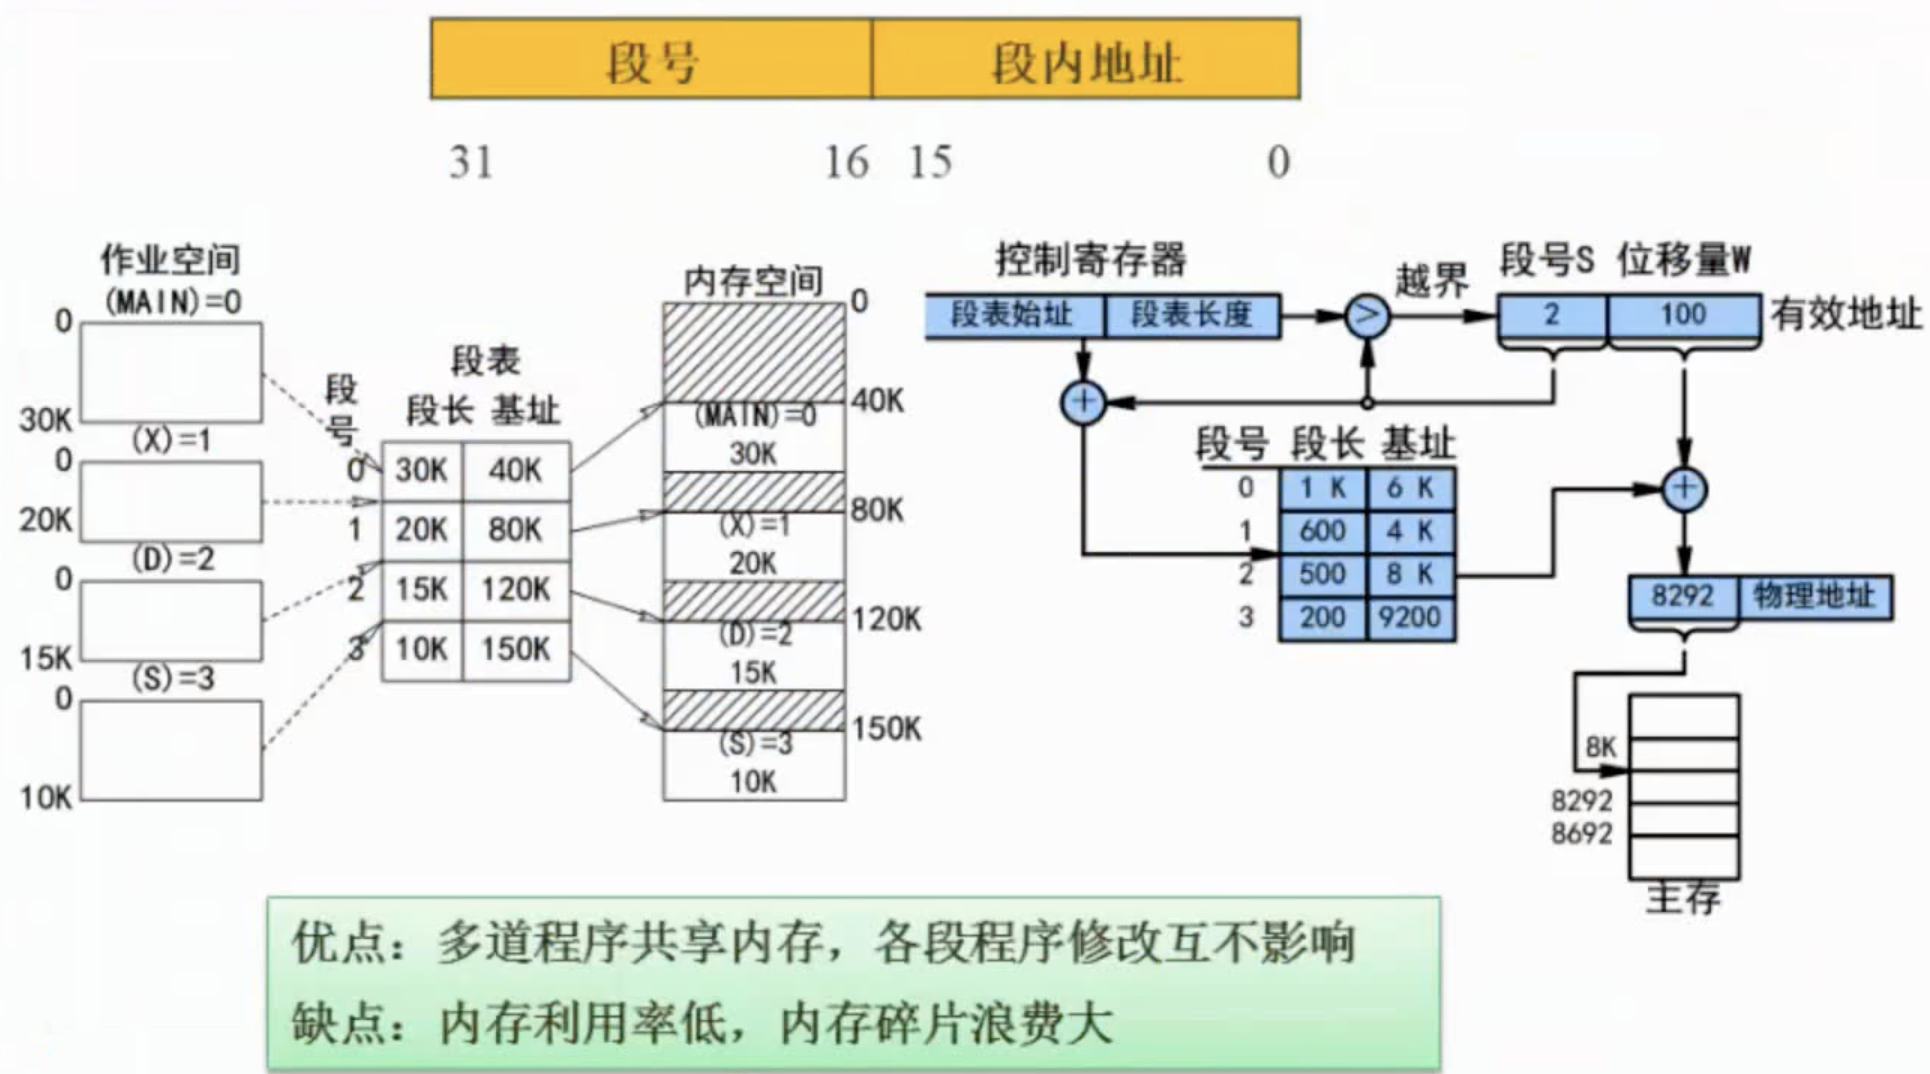 段号 段内地址
31 16 15 0
作业空间
(MAIN)=0
0
30K
(X)=1
0
20K
(D)=2
0
15K
(S)=3
0
10K
段表
段号 段长 基址
0 30K 40K
1 20K 80K
2 15K 120K
3 10K 150K
内存空间
0
40K
(MAIN)=0
30K
80K
(X)=1
20K
120K
(D)=2
15K
150K
(S)=3
10K
控制寄存器
段表始址 段表长度
>
越界
段号S 位移量W
2 100 有效地址
+
段号 段长 基址
0 1 K 6 K
1 600 4 K
2 500 8 K
3 200 9200
+
8292 物理地址
8K
8292
8692
主存
优点：多道程序共享内存，各段程序修改互不影响
缺点：内存利用率低，内存碎片浪费大